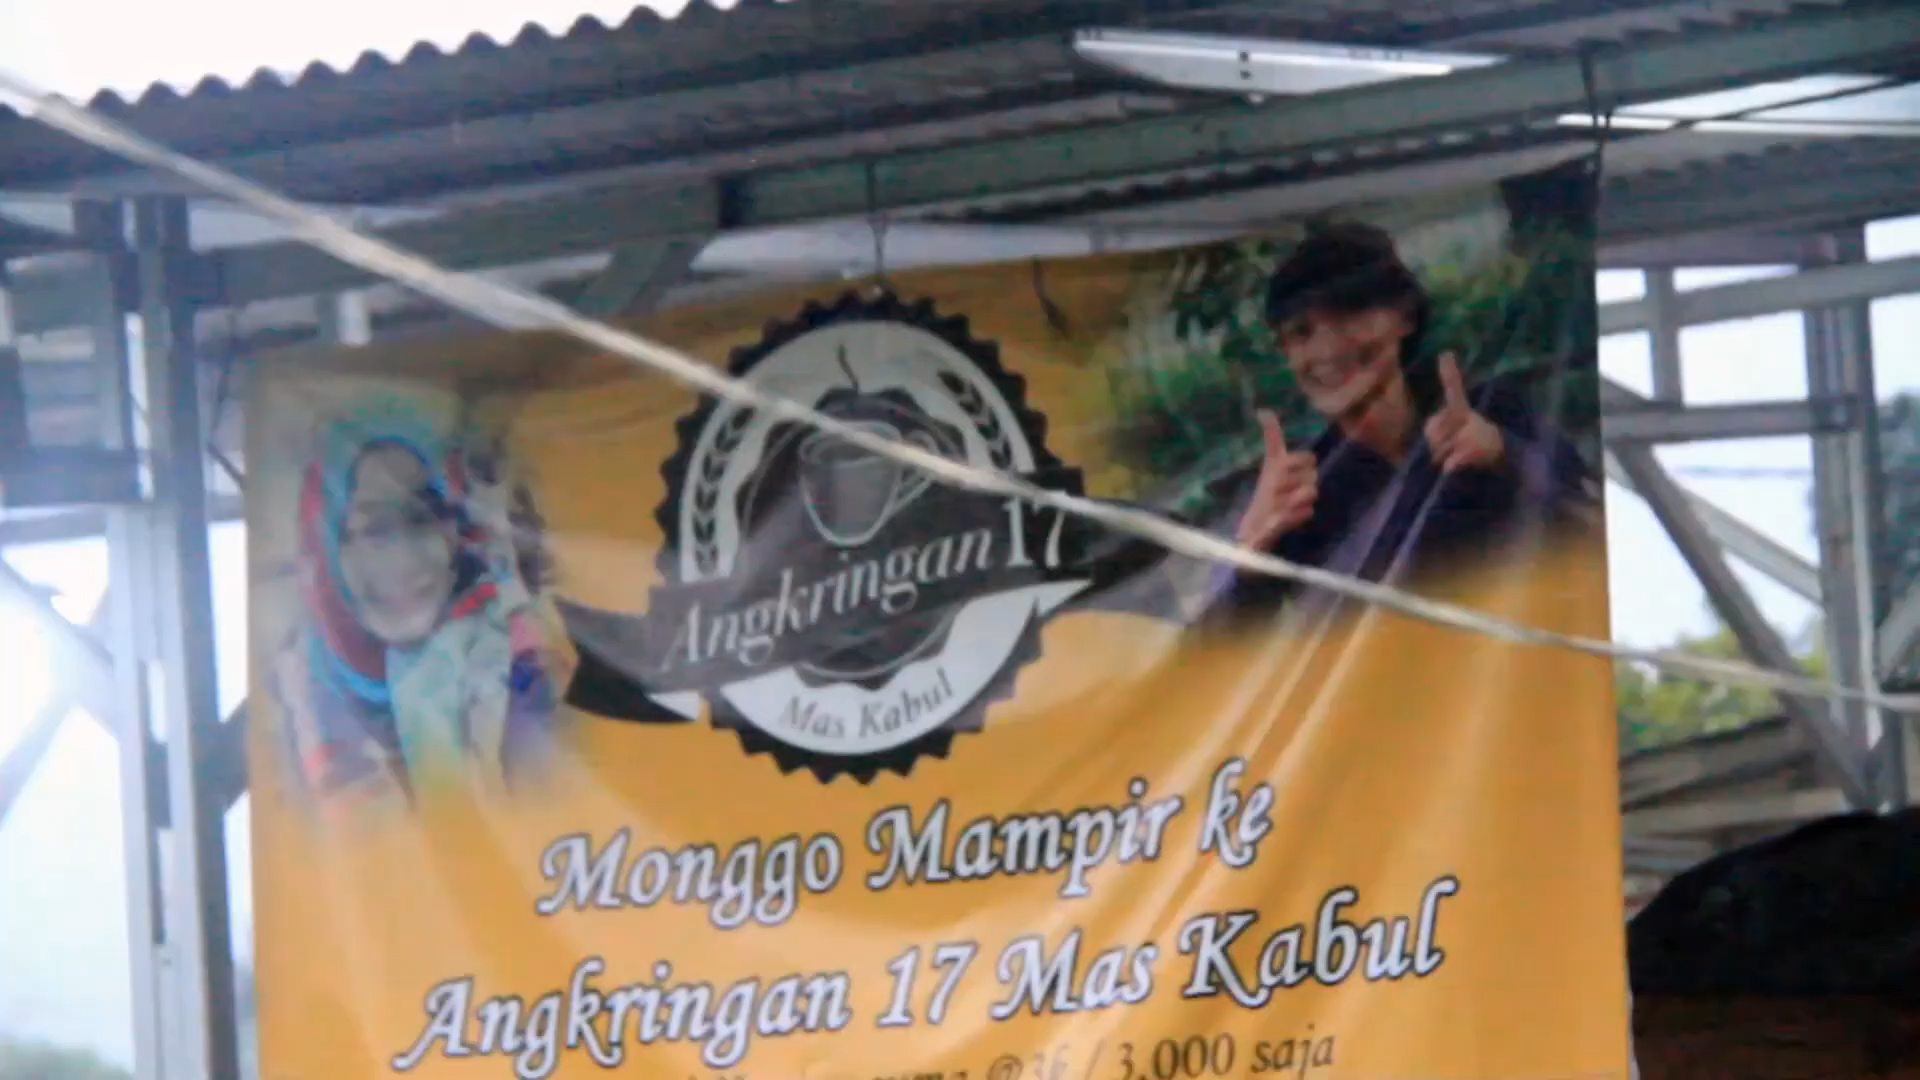 Angkringan 17
Mas Kabul
Monggo Mampir ke
Angkringan 17 Mas Kabul
/ 3.000 saja